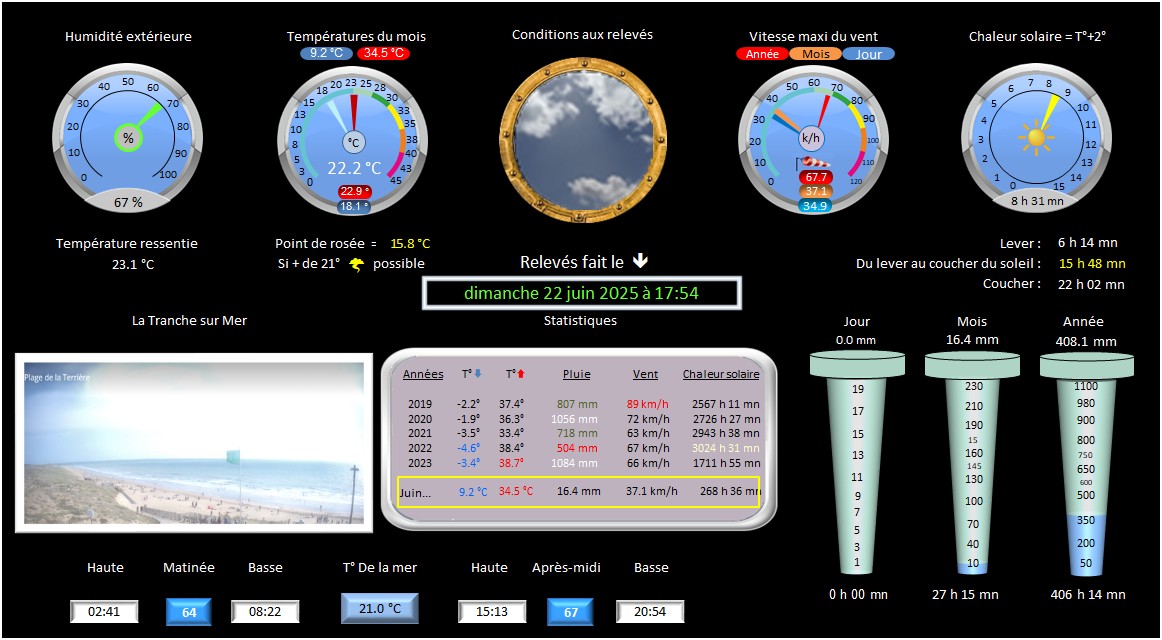 Humidité extérieure
Températures du mois
Conditions aux relevés
Vitesse maxi du vent
Chaleur solaire = T°+2°
9.2 °C 34.5 °C
Année Mois Jour
0 10 20 30 40 50 60 70 80 90 100
%
67 %
0 3 5 8 10 13 15 18 20 23 25 28 30 33 35 38 40 43 45
°C
22.2 °C
22.9 °
18.1 °
0 10 20 30 40 50 60 70 80 90 100 110 120
k/h
67.7
37.1
34.9
0 1 2 3 4 5 6 7 8 9 10 11 12 13 14 15
8 h 31 mn
Température ressentie
23.1 °C
Point de rosée = 15.8 °C
Si + de 21° possible
Relevés fait le
dimanche 22 juin 2025 à 17:54
Lever : 6 h 14 mn
Du lever au coucher du soleil : 15 h 48 mn
Coucher : 22 h 02 mn
La Tranche sur Mer
Plage de la Terrière
Statistiques
Années T° T° Pluie Vent Chaleur solaire
2019 -2.2° 37.4° 807 mm 89 km/h 2567 h 11 mn
2020 -1.9° 36.3° 1056 mm 72 km/h 2726 h 27 mn
2021 -3.5° 33.4° 718 mm 63 km/h 2943 h 38 mn
2022 -4.6° 38.4° 504 mm 67 km/h 3024 h 31 mn
2023 -3.4° 38.7° 1084 mm 66 km/h 1711 h 55 mn
Juin... 9.2 °C 34.5 °C 16.4 mm 37.1 km/h 268 h 36 mn
Jour
0.0 mm
19
17
15
13
11
9
7
5
3
1
0 h 00 mn
Mois
16.4 mm
230
210
190
15
160
145
130
100
70
40
10
27 h 15 mn
Année
408.1 mm
1100
980
900
800
750
650
600
500
350
200
50
406 h 14 mn
Haute Matinée Basse
02:41 64 08:22
T° De la mer
21.0 °C
Haute Après-midi Basse
15:13 67 20:54